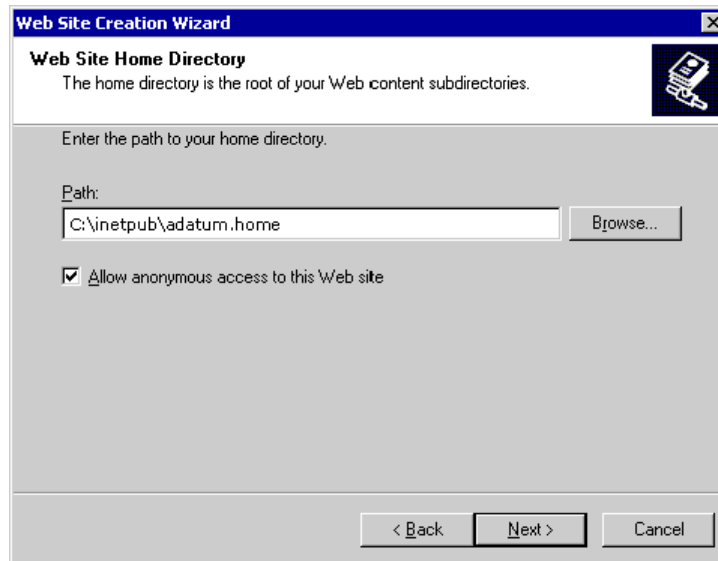 Web Site Creation Wizard
Web Site Home Directory
The home directory is the root of your Web content subdirectories.
Enter the path to your home directory.
Path:
C:\inetpub\adatum.home
Browse...
Allow anonymous access to this Web site
< Back
Next >
Cancel